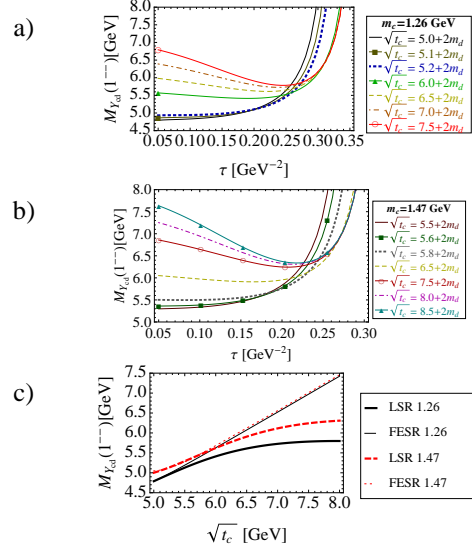 a)
M_{Y_{cd}}(1^{--})[GeV]
8.0
7.5
7.0
6.5
6.0
5.5
5.0
4.5
0.05 0.10 0.15 0.20 0.25 0.30 0.35
τ [GeV^{-2}]
m_c=1.26 GeV
√t_c = 5.0+2m_d
√t_c = 5.1+2m_d
√t_c = 5.2+2m_d
√t_c = 6.0+2m_d
√t_c = 6.5+2m_d
√t_c = 7.0+2m_d
√t_c = 7.5+2m_d
b)
M_{Y_{cd}}(1^{--})[GeV]
8.0
7.5
7.0
6.5
6.0
5.5
5.0
0.05 0.10 0.15 0.20 0.25 0.30
τ [GeV^{-2}]
m_c=1.47 GeV
√t_c = 5.5+2m_d
√t_c = 5.6+2m_d
√t_c = 5.8+2m_d
√t_c = 6.5+2m_d
√t_c = 7.5+2m_d
√t_c = 8.0+2m_d
√t_c = 8.5+2m_d
c)
M_{Y_{cd}}(1^{--})[GeV]
8.0
7.5
7.0
6.5
6.0
5.5
5.0
4.5
5.0 5.5 6.0 6.5 7.0 7.5 8.0
√t_c [GeV]
LSR 1.26
FESR 1.26
LSR 1.47
FESR 1.47